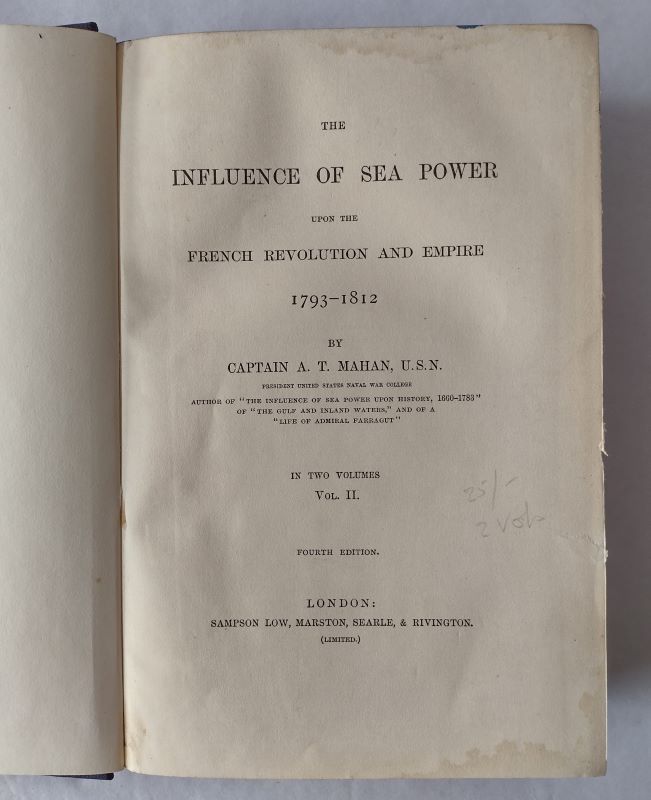 THE
INFLUENCE OF SEA POWER
UPON THE
FRENCH REVOLUTION AND EMPIRE
1793–1812
BY
CAPTAIN A. T. MAHAN, U.S.N.
PRESIDENT UNITED STATES NAVAL WAR COLLEGE
AUTHOR OF "THE INFLUENCE OF SEA POWER UPON HISTORY, 1660–1783"
OF "THE GULF AND INLAND WATERS," AND OF A
"LIFE OF ADMIRAL FARRAGUT"
IN TWO VOLUMES
VOL. II.
25/-
2 Vols
FOURTH EDITION.
LONDON:
SAMPSON LOW, MARSTON, SEARLE, & RIVINGTON.
(LIMITED.)